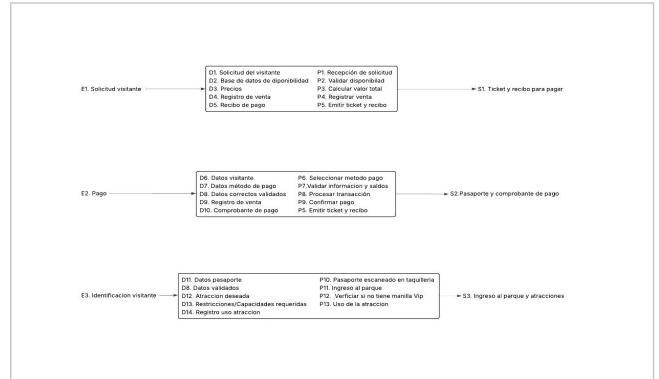 D1. Solicitud del visitante P1. Recepción de solicitud
D2. Base de datos de diponibilidad P2. Validar disponibilad
E1. Solicitud visitante D3. Precios P3. Calcular valor total S1. Ticket y recibo para pagar
D4. Registro de venta P4. Registrar venta
D5. Recibo de pago P5. Emitir ticket y recibo
D6. Datos visitante P6. Seleccionar metodo pago
D7. Datos método de pago P7.Validar informacion y saldos
E2. Pago D8. Datos correctos validados P8. Procesar transacción S2.Pasaporte y comprobante de pago
D9. Registro de venta P9. Confirmar pago
D10. Comprobante de pago P5. Emitir ticket y recibo
D11. Datos pasaporte P10. Pasaporte escaneado en taquilleria
D8. Datos validados P11. Ingreso al parque
E3. Identificacion visitante D12. Atraccion deseada P12. Verficiar si no tiene manilla Vip S3. Ingreso al parque y atracciones
D13. Restricciones/Capacidades requeridas P13. Uso de la atraccion
D14. Registro uso atraccion